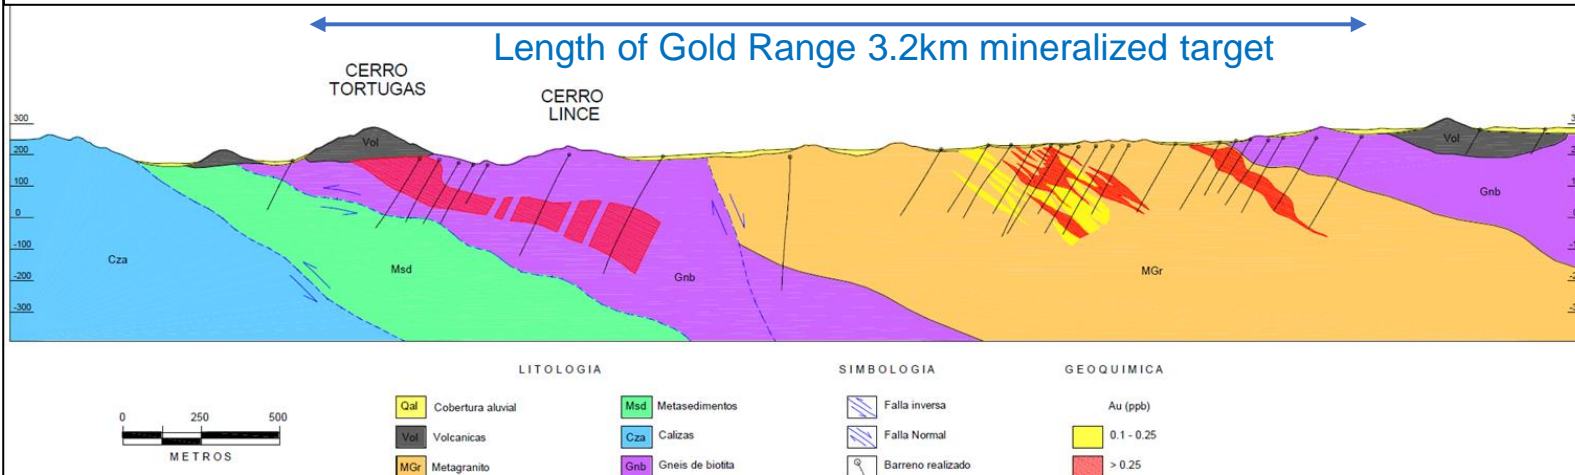 Length of Gold Range 3.2km mineralized target
CERRO
TORTUGAS
CERRO
LINCE
300
200
100
0
-100
-200
-300
Vol
Vol
Cza
Msd
Gnb
MGr
Gnb
LITOLOGIA
SIMBOLOGIA
GEOQUIMICA
0 250 500
METROS
Qal Cobertura aluvial
Vol Volcanicas
MGr Metagranito
Msd Metasedimentos
Cza Calizas
Gnb Gneis de biotita
Falla inversa
Falla Normal
Barreno realizado
Au (ppb)
0.1 - 0.25
> 0.25